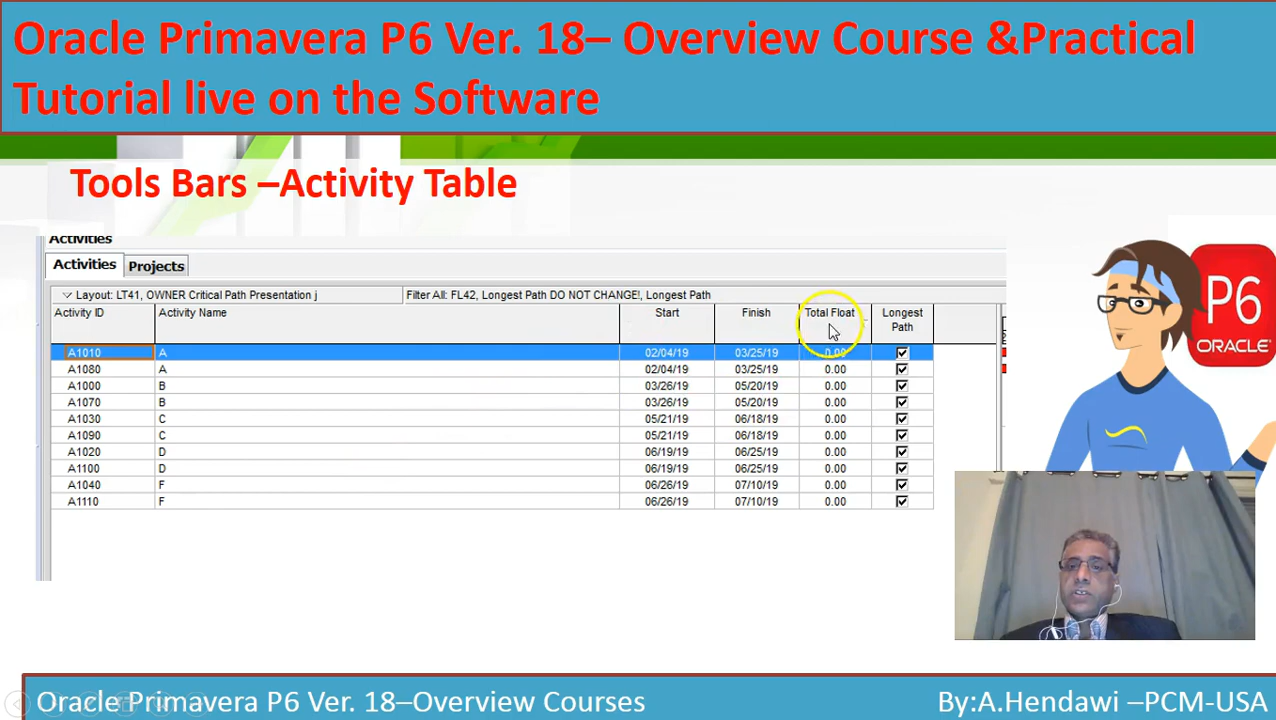 Oracle Primavera P6 Ver. 18– Overview Course &Practical
Tutorial live on the Software
Tools Bars –Activity Table
Activities
Activities Projects
Layout: LT41, OWNER Critical Path Presentation j Filter All: FL42, Longest Path DO NOT CHANGE!, Longest Path
Activity ID Activity Name Start Finish Total Float Longest
Path
A1010 A 02/04/19 03/25/19 0.00
A1080 A 02/04/19 03/25/19 0.00
A1000 B 03/26/19 05/20/19 0.00
A1070 B 03/26/19 05/20/19 0.00
A1030 C 05/21/19 06/18/19 0.00
A1090 C 05/21/19 06/18/19 0.00
A1020 D 06/19/19 06/25/19 0.00
A1100 D 06/19/19 06/25/19 0.00
A1040 F 06/26/19 07/10/19 0.00
A1110 F 06/26/19 07/10/19 0.00
P6
ORACLE
Oracle Primavera P6 Ver. 18–Overview Courses By:A.Hendawi –PCM-USA